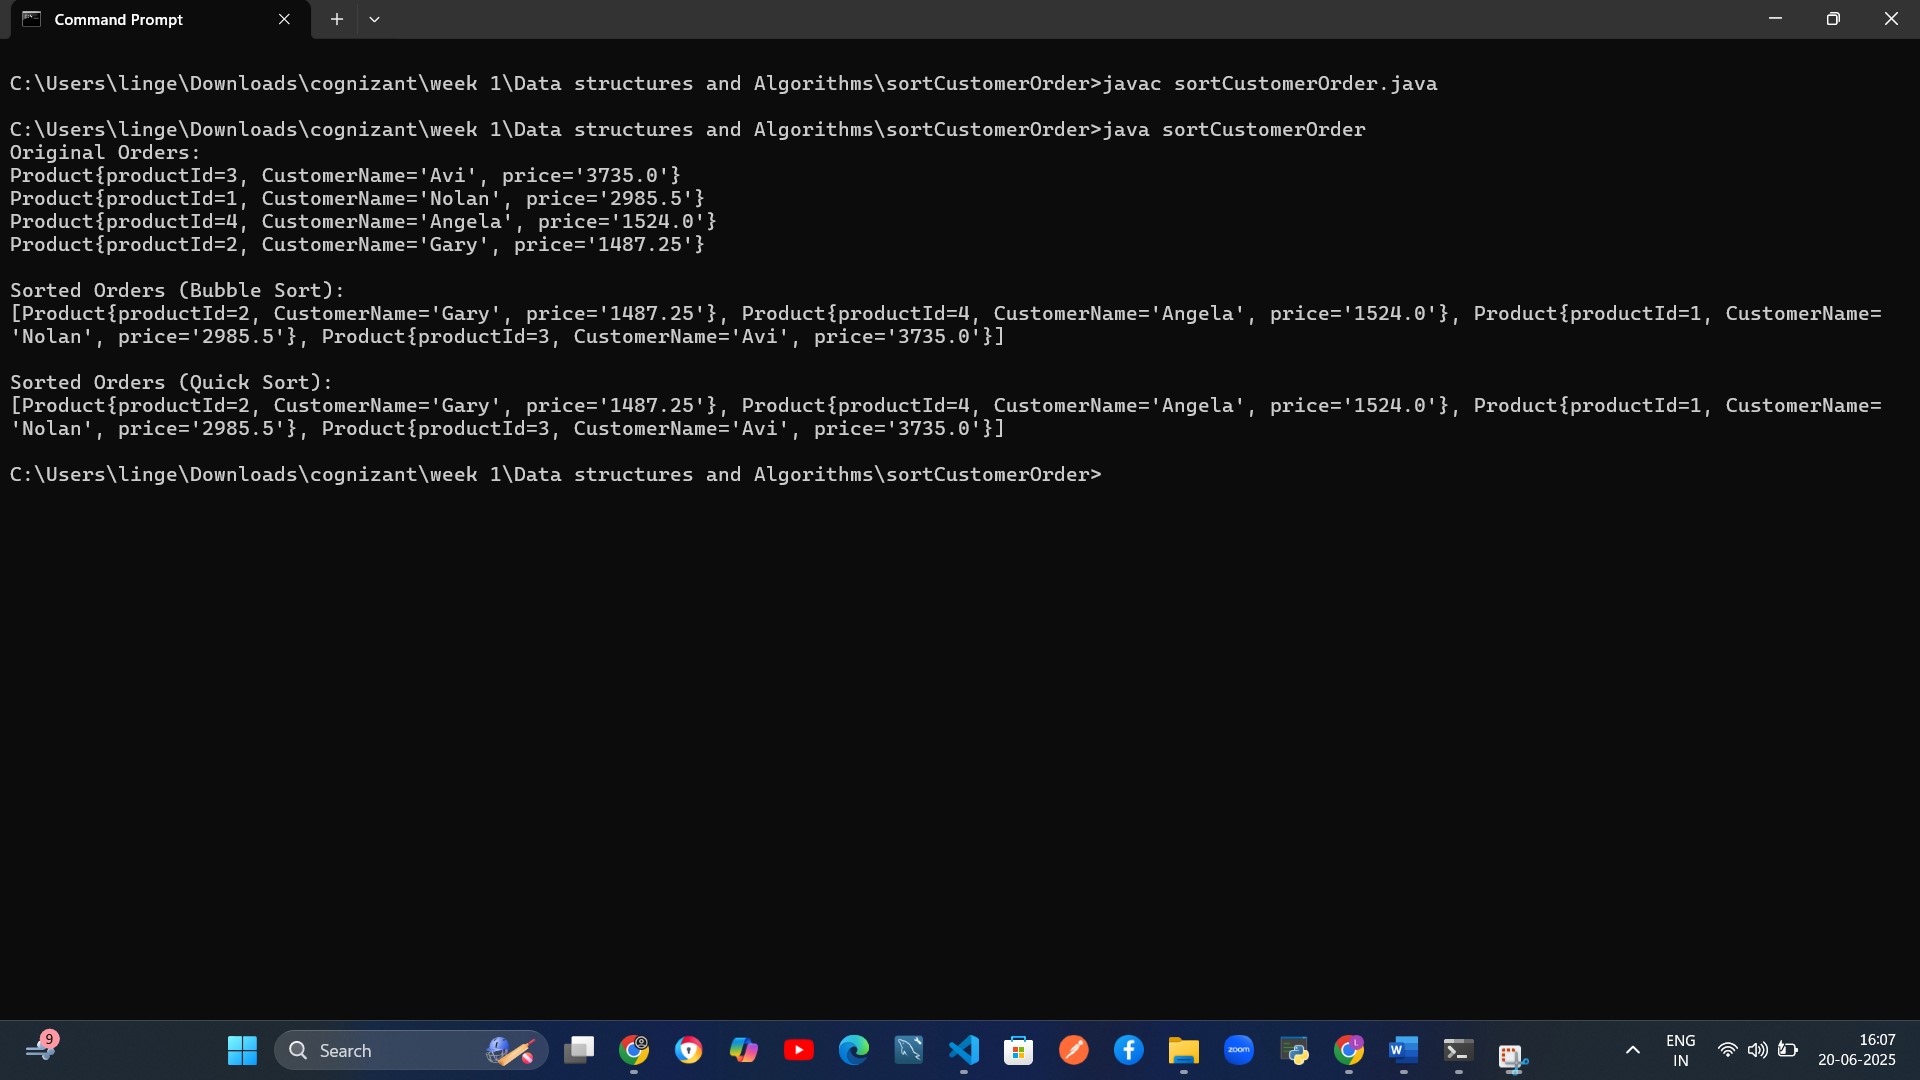 Command Prompt
C:\Users\linge\Downloads\cognizant\week 1\Data structures and Algorithms\sortCustomerOrder>javac sortCustomerOrder.java
C:\Users\linge\Downloads\cognizant\week 1\Data structures and Algorithms\sortCustomerOrder>java sortCustomerOrder
Original Orders:
Product{productId=3, CustomerName='Avi', price='3735.0'}
Product{productId=1, CustomerName='Nolan', price='2985.5'}
Product{productId=4, CustomerName='Angela', price='1524.0'}
Product{productId=2, CustomerName='Gary', price='1487.25'}
Sorted Orders (Bubble Sort):
[Product{productId=2, CustomerName='Gary', price='1487.25'}, Product{productId=4, CustomerName='Angela', price='1524.0'}, Product{productId=1, CustomerName=
'Nolan', price='2985.5'}, Product{productId=3, CustomerName='Avi', price='3735.0'}]
Sorted Orders (Quick Sort):
[Product{productId=2, CustomerName='Gary', price='1487.25'}, Product{productId=4, CustomerName='Angela', price='1524.0'}, Product{productId=1, CustomerName=
'Nolan', price='2985.5'}, Product{productId=3, CustomerName='Avi', price='3735.0'}]
C:\Users\linge\Downloads\cognizant\week 1\Data structures and Algorithms\sortCustomerOrder>
9
Search
zoom
L
W
ENG
IN
16:07
20-06-2025